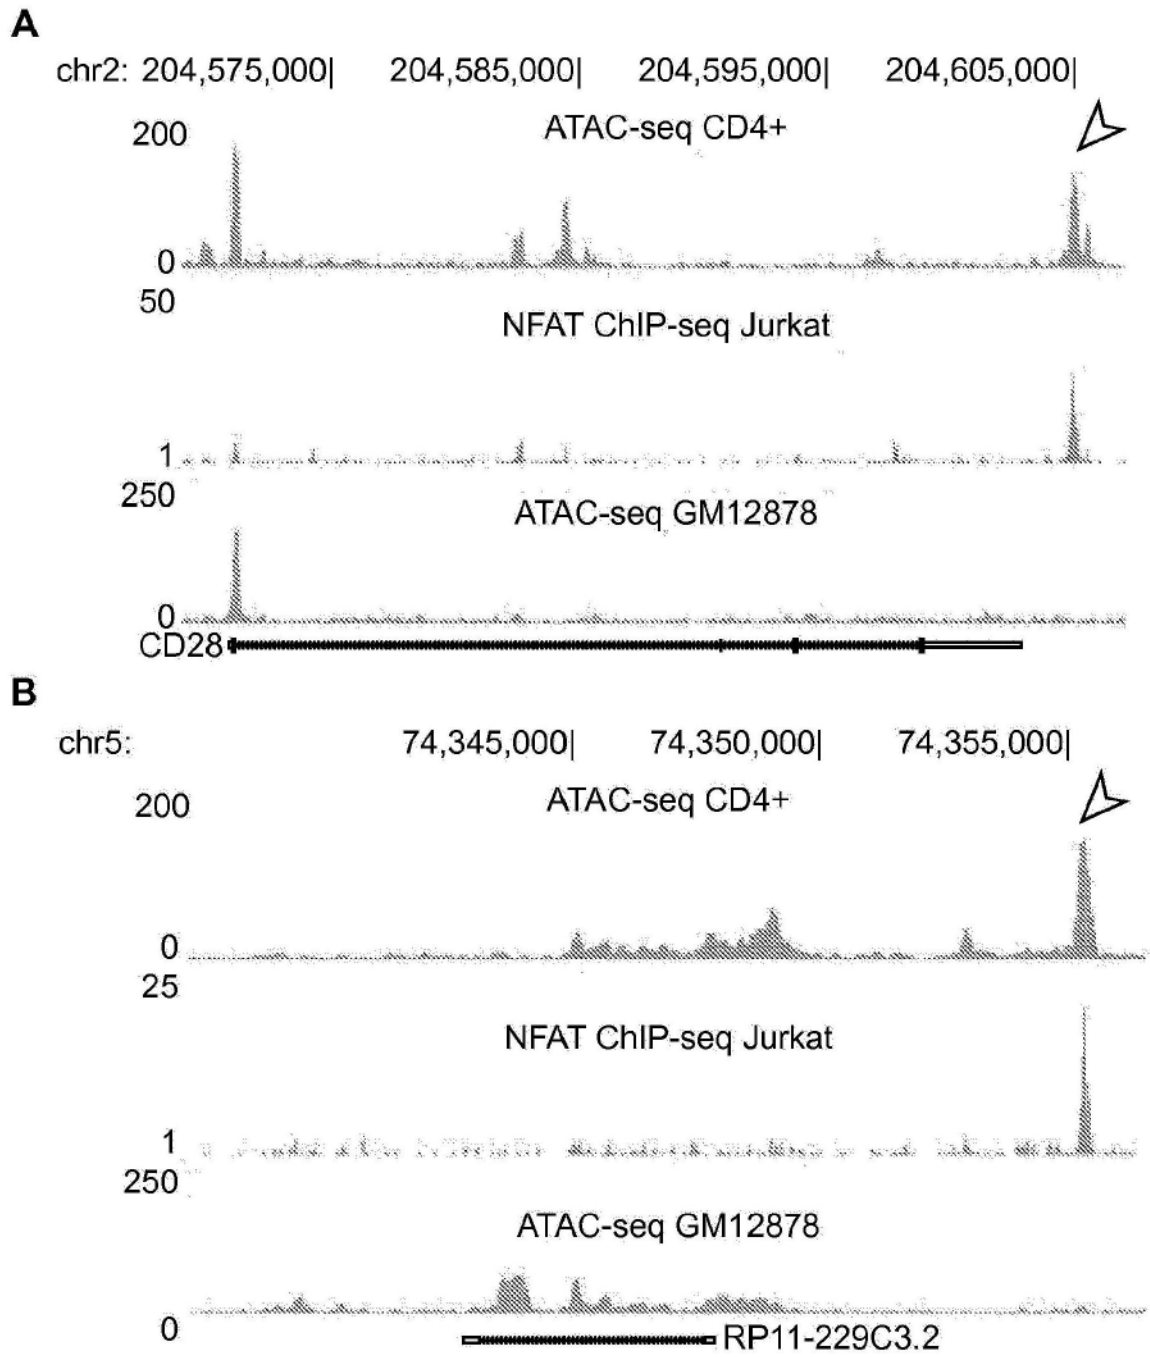 A
chr2: 204,575,000| 204,585,000| 204,595,000| 204,605,000|
200 ATAC-seq CD4+
0
50
NFAT ChIP-seq Jurkat
1
250
ATAC-seq GM12878
0
CD28
B
chr5: 74,345,000| 74,350,000| 74,355,000|
200 ATAC-seq CD4+
0
25
NFAT ChIP-seq Jurkat
1
250
ATAC-seq GM12878
0
RP11-229C3.2